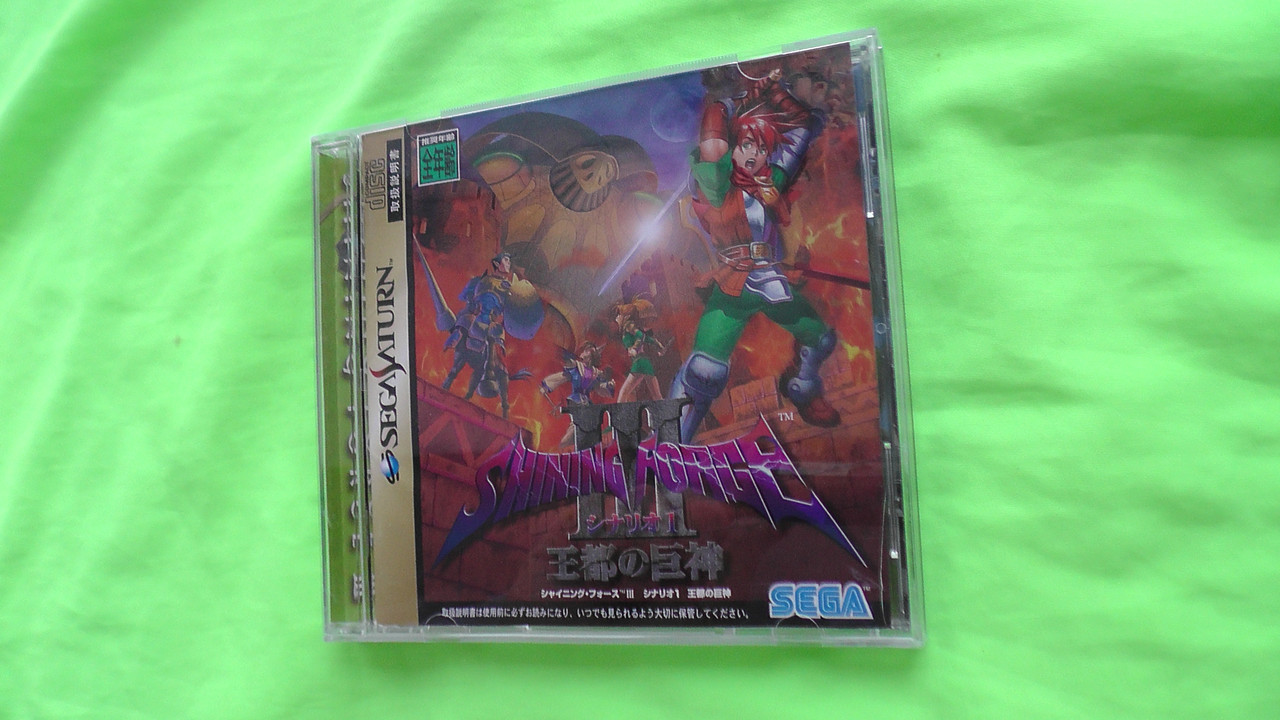 推奨年齢
全年齢
DISC
取扱説明書
SEGA SATURN™
SHINING FORCE III ™
シナリオ1
王都の巨神
シャイニング・フォース™III シナリオ1 王都の巨神
SEGA™
取扱説明書は使用前に必ずお読みになり、いつでも見られるよう大切に保管してください。